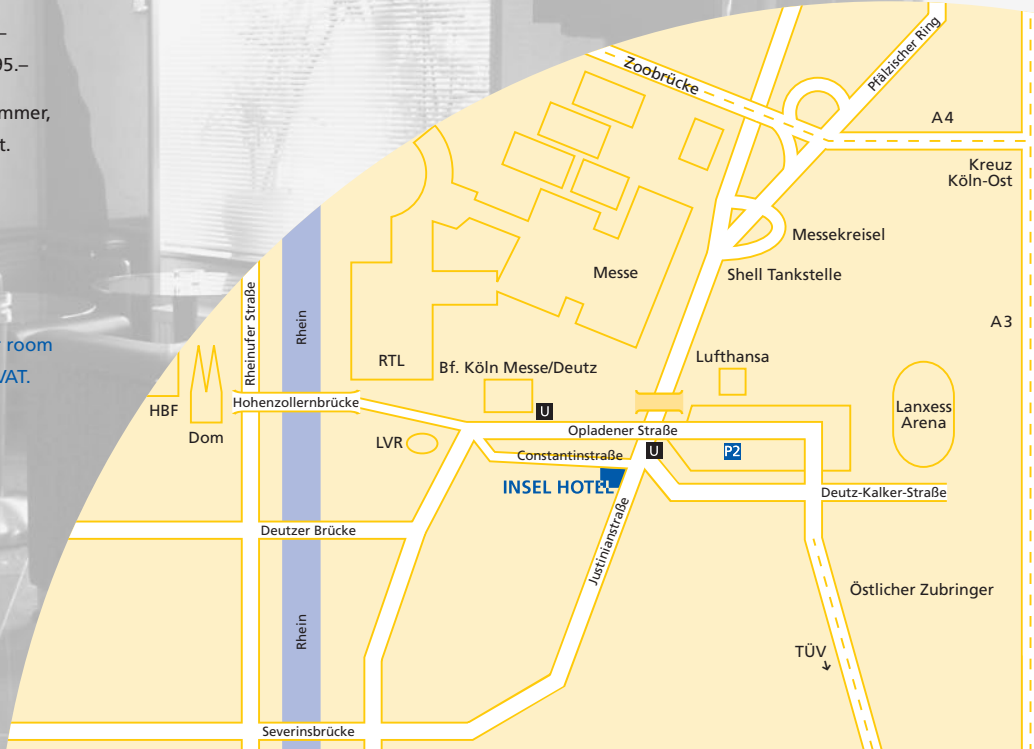 –
95.–
mmer,
t.
room
VAT.
Zoobrücke
Pfälzischer Ring
A4
Kreuz
Köln-Ost
Messekreisel
Messe
Shell Tankstelle
Rheinufer Straße
Rhein
A3
RTL
Bf. Köln Messe/Deutz
Lufthansa
HBF
Dom
Hohenzollernbrücke
U
Lanxess
Arena
LVR
Opladener Straße
Constantinstraße
U
P2
INSEL HOTEL
Deutz-Kalker-Straße
Deutzer Brücke
Justinianstraße
Östlicher Zubringer
Rhein
TÜV
Severinsbrücke